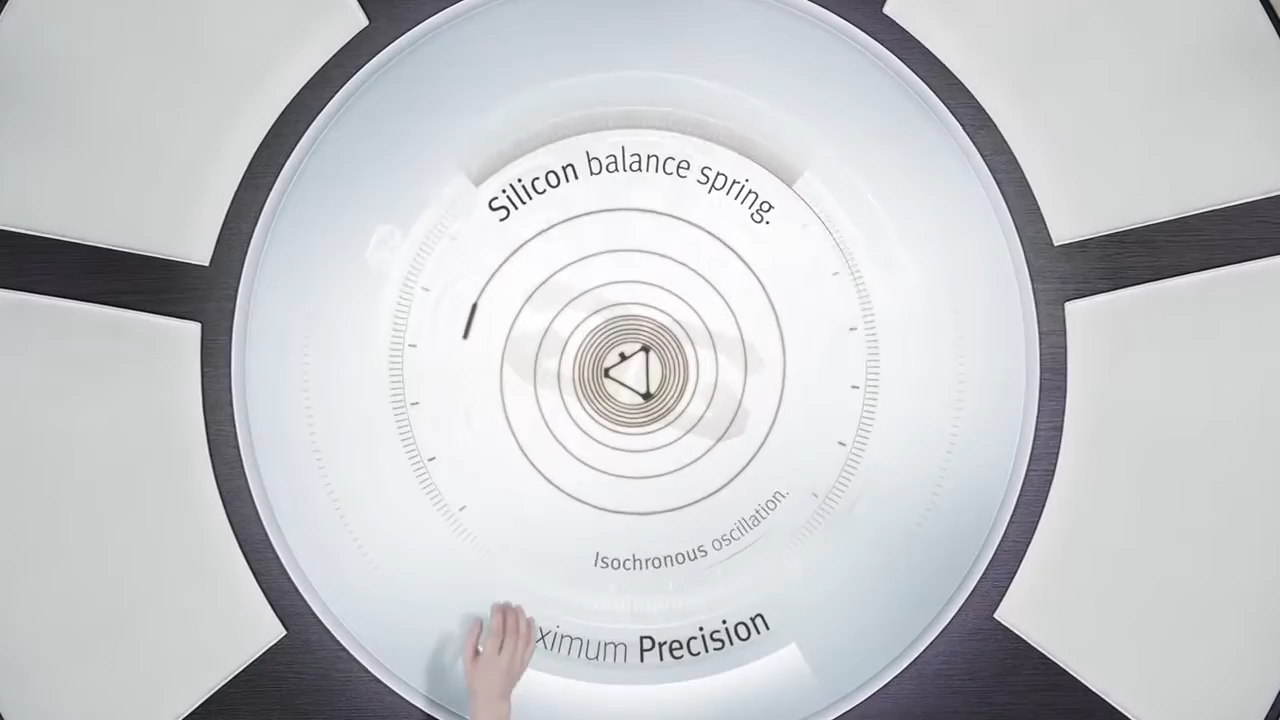 Silicon balance spring.
Isochronous oscillation.
ximum Precision